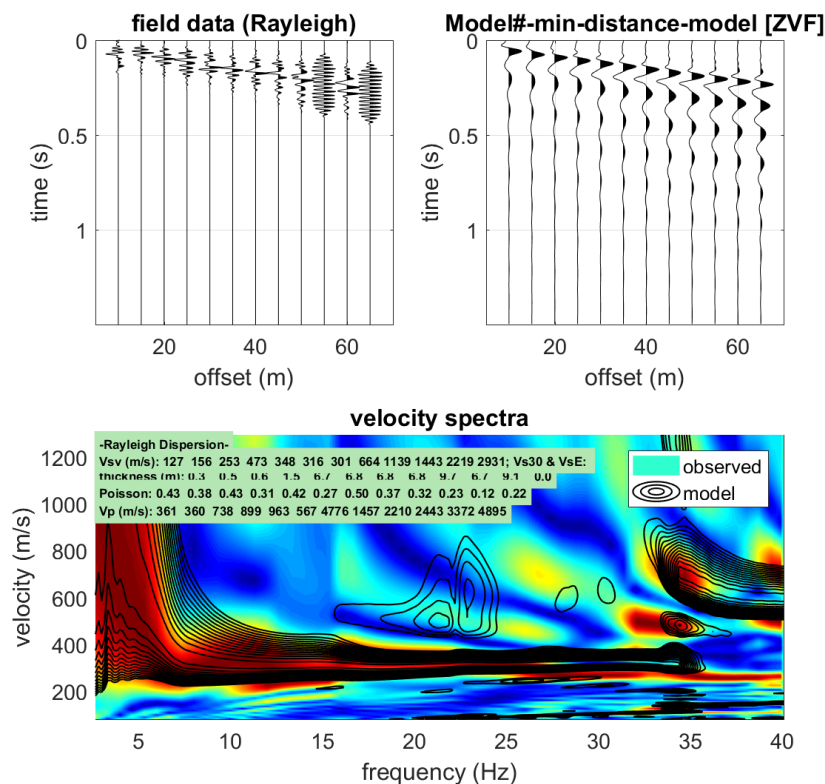 field data (Rayleigh)
Model#-min-distance-model [ZVF]
0
0.5
1
time (s)
20
40
60
offset (m)
0
0.5
1
time (s)
20
40
60
offset (m)
velocity spectra
-Rayleigh Dispersion-
Vsv (m/s): 127 156 253 473 348 316 301 664 1139 1443 2219 2931; Vs30 & VsE:
thickness (m): 0.3 0.5 0.6 1.5 6.7 6.8 6.8 6.8 9.7 6.7 9.1 0.0
Poisson: 0.43 0.38 0.43 0.31 0.42 0.27 0.50 0.37 0.32 0.23 0.12 0.22
Vp (m/s): 361 360 738 899 963 567 4776 1457 2210 2443 3372 4895
observed
model
1200
1000
800
600
400
200
velocity (m/s)
5
10
15
20
25
30
35
40
frequency (Hz)